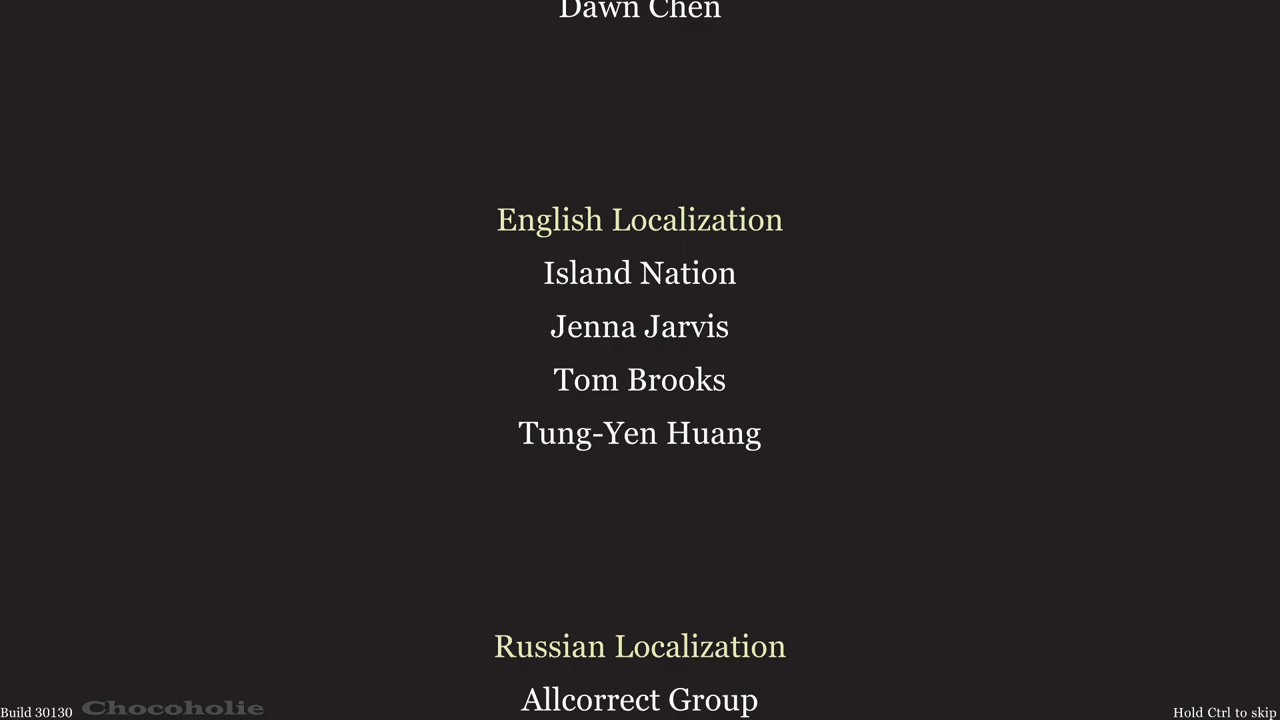 Dawn Chen
English Localization
Island Nation
Jenna Jarvis
Tom Brooks
Tung-Yen Huang
Russian Localization
Allcorrect Group
Build 30130
Chocoholie
Hold Ctrl to skip